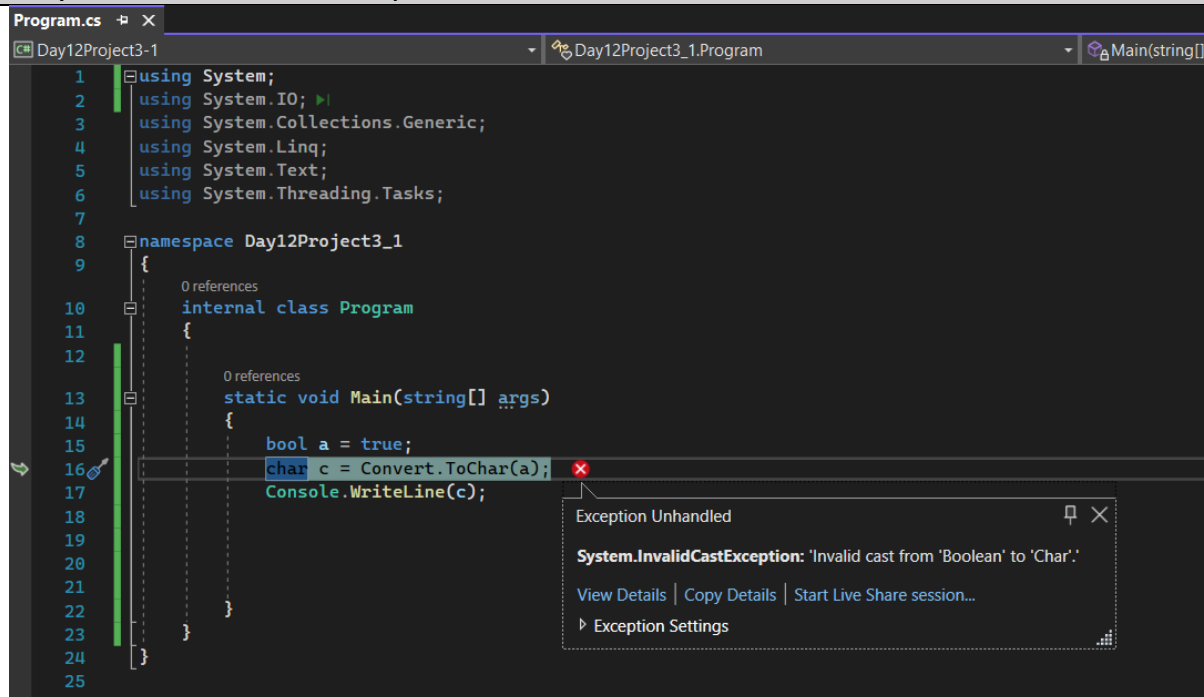 Program.cs
Day12Project3-1 Day12Project3_1.Program Main(string[]
1 using System;
2 using System.IO;
3 using System.Collections.Generic;
4 using System.Linq;
5 using System.Text;
6 using System.Threading.Tasks;
7
8 namespace Day12Project3_1
9 {
0 references
10 internal class Program
11 {
12
0 references
13 static void Main(string[] args)
14 {
15 bool a = true;
16 char c = Convert.ToChar(a);
17 Console.WriteLine(c);
18
19
20
21
22 }
23 }
24 }
25
Exception Unhandled
System.InvalidCastException: 'Invalid cast from 'Boolean' to 'Char'.'
View Details | Copy Details | Start Live Share session...
Exception Settings